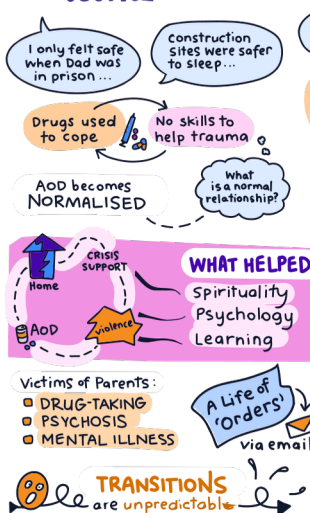 I only felt safe
when Dad was
in prison...
construction
sites were safer
to sleep...
Drugs used
to cope
No skills to
help trauma
AOD becomes
NORMALISED
What
is a normal
relationship?
CRISIS
SUPPORT
Home
AOD
violence
WHAT HELPED
Spirituality
Psychology
Learning
Victims of Parents:
DRUG-TAKING
PSYCHOSIS
MENTAL ILLNESS
A Life of
'Orders'
via email
TRANSITIONS
are unpredictable